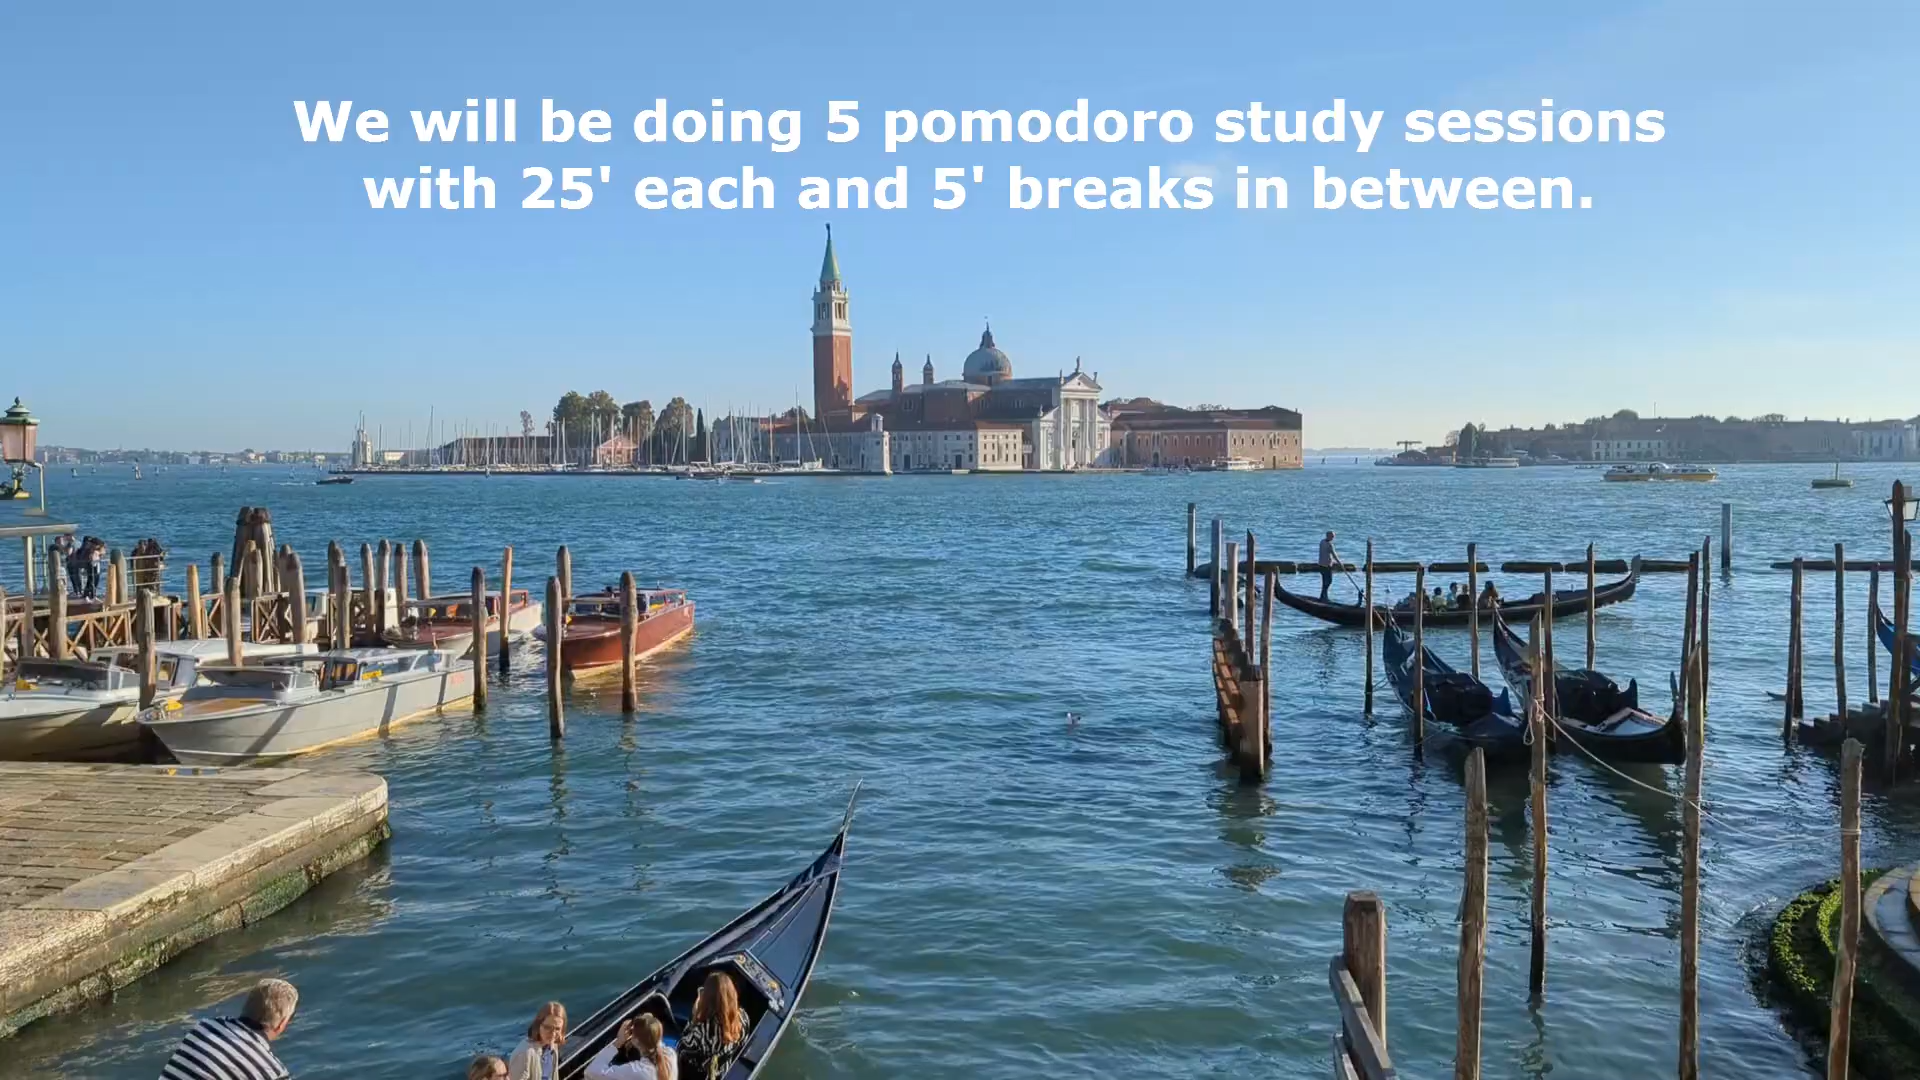 We will be doing 5 pomodoro study sessions
with 25' each and 5' breaks in between.